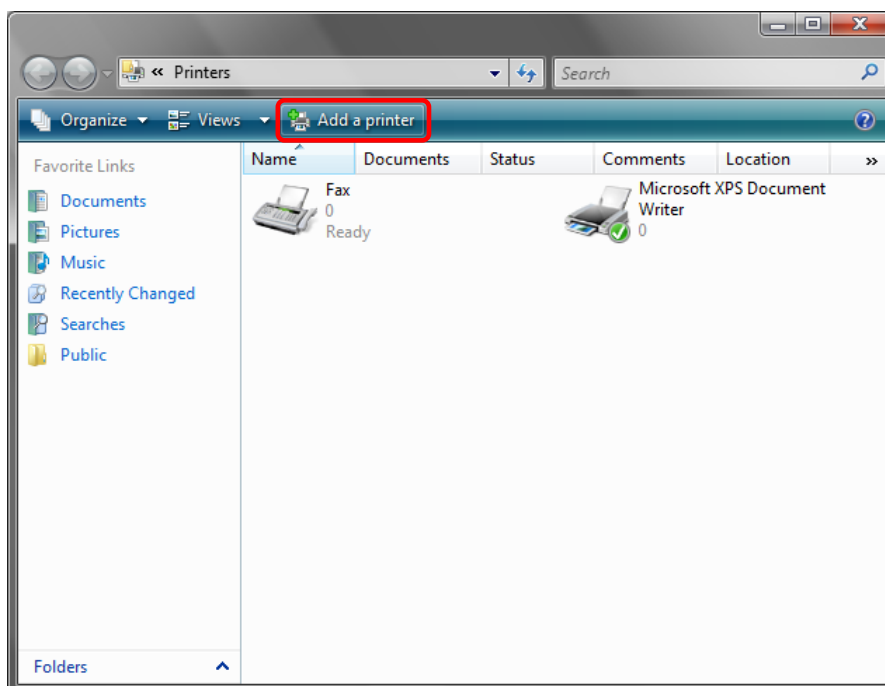 « Printers
Search
Organize Views Add a printer
Favorite Links
Documents
Pictures
Music
Recently Changed
Searches
Public
Folders
Name Documents Status Comments Location »
Fax
0
Ready
Microsoft XPS Document
Writer
0